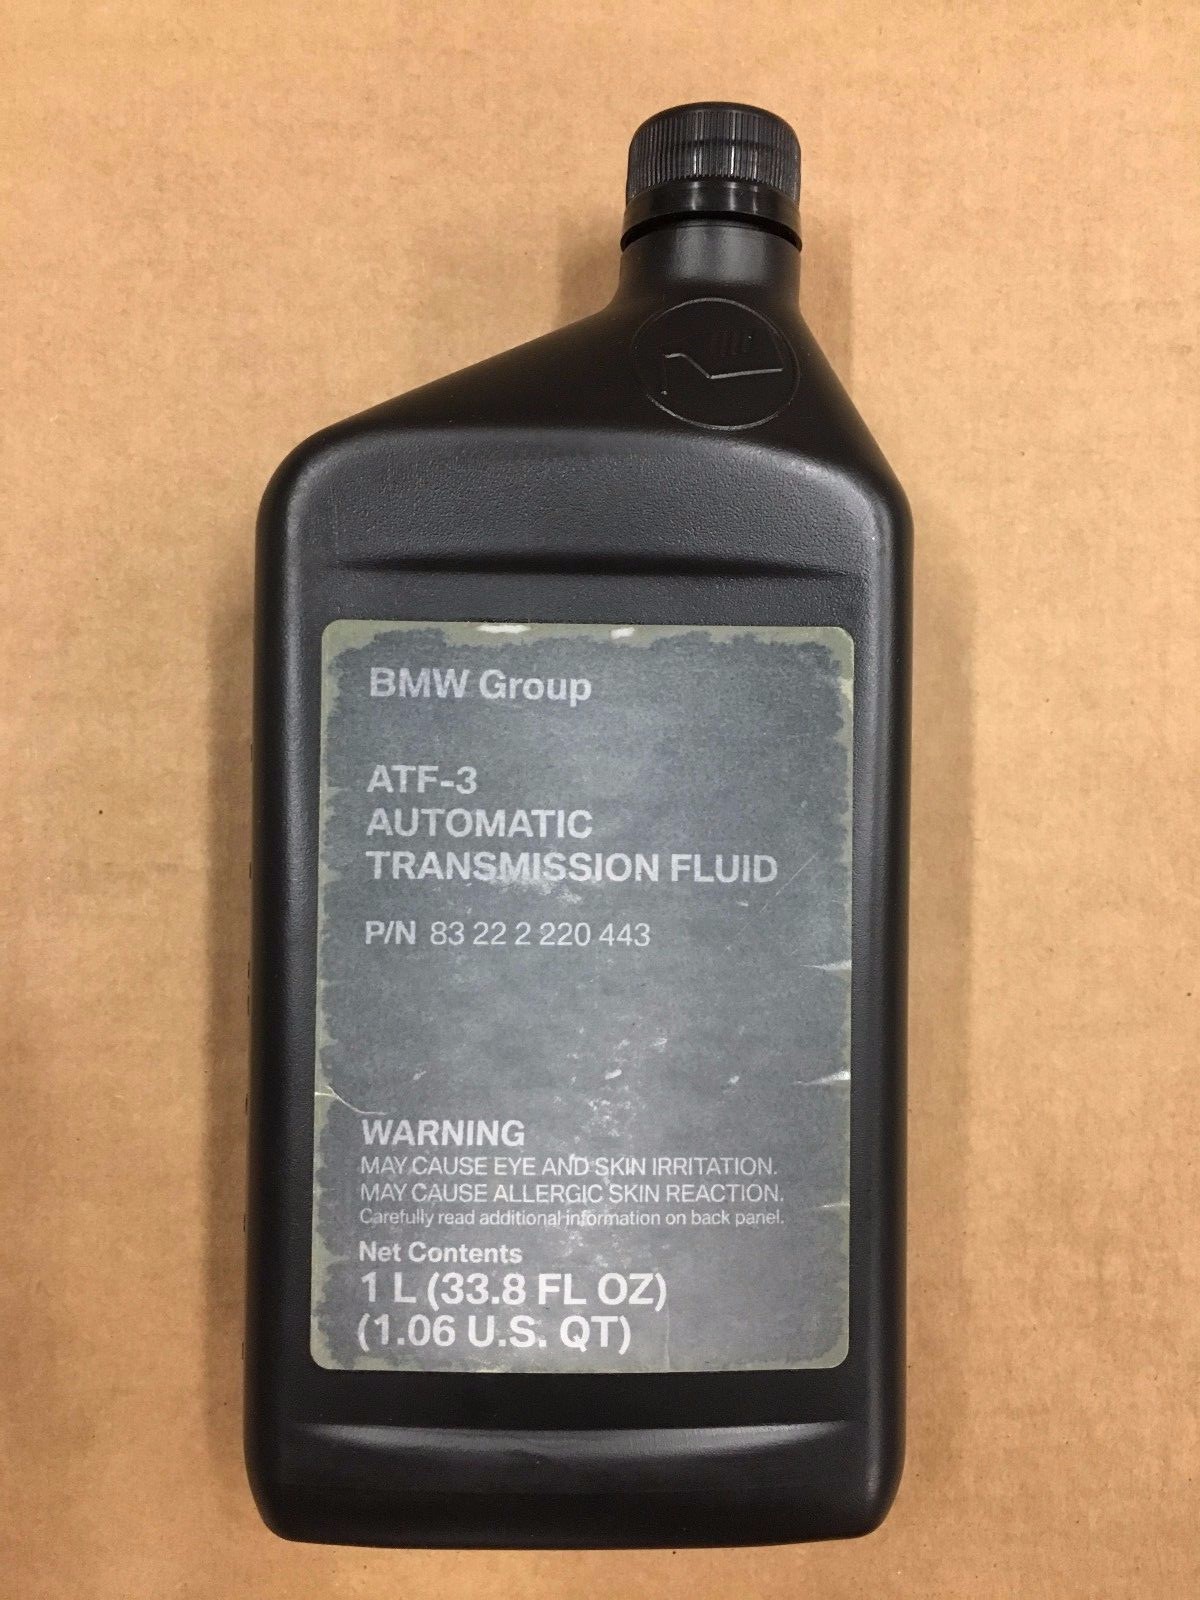 BMW Group
ATF-3
AUTOMATIC
TRANSMISSION FLUID
P/N 83 22 2 220 443
WARNING
MAY CAUSE EYE AND SKIN IRRITATION.
MAY CAUSE ALLERGIC SKIN REACTION.
Carefully read additional information on back panel.
Net Contents
1 L (33.8 FL OZ)
(1.06 U.S. QT)